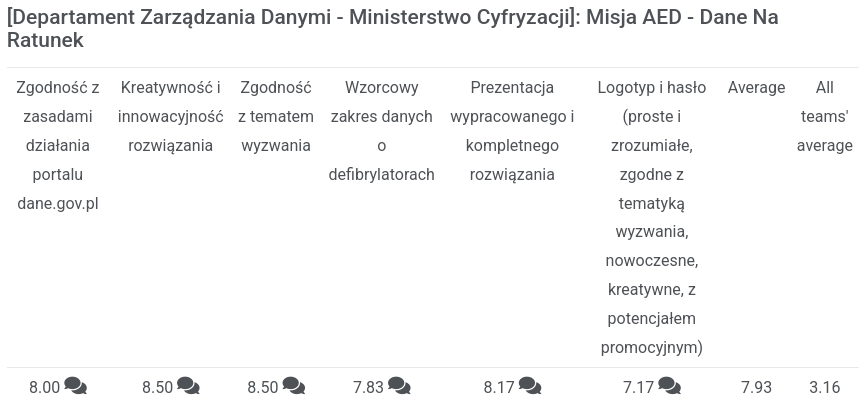 [Departament Zarządzania Danymi - Ministerstwo Cyfryzacji]: Misja AED - Dane Na
Ratunek
Zgodność z
zasadami
działania
portalu
dane.gov.pl
Kreatywność i
innowacyjność
rozwiązania
Zgodność
z tematem
wyzwania
Wzorcowy
zakres danych
o
defibrylatorach
Prezentacja
wypracowanego i
kompletnego
rozwiązania
Logotyp i hasło
(proste i
zrozumiałe,
zgodne z
tematyką
wyzwania,
nowoczesne,
kreatywne, z
potencjałem
promocyjnym)
Average
All
teams'
average
8.00 8.50 8.50 7.83 8.17 7.17 7.93 3.16